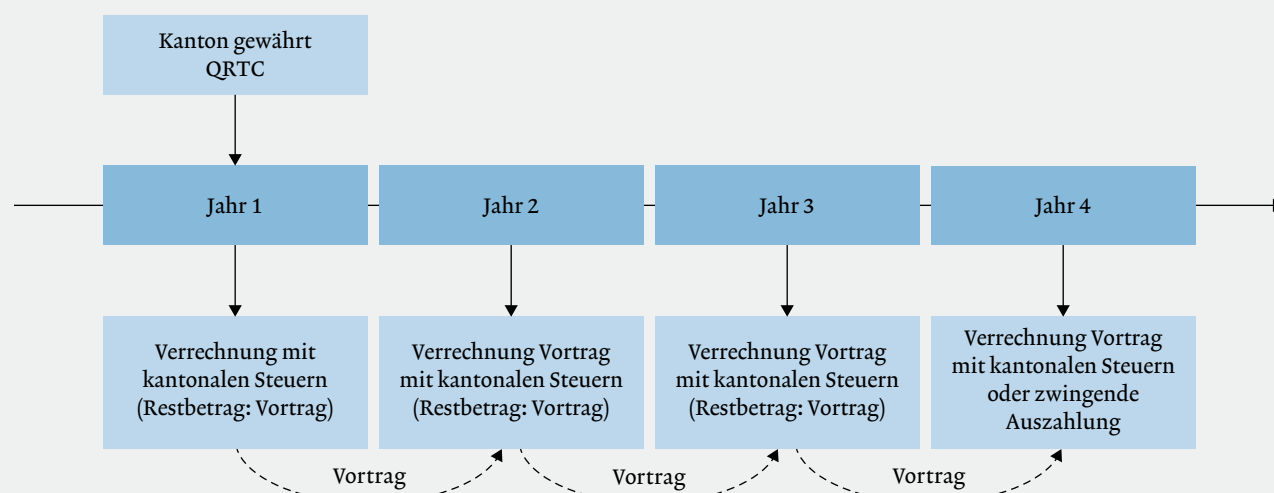 Kanton gewährt
QRTC
Jahr 1
Jahr 2
Jahr 3
Jahr 4
Verrechnung mit
kantonalen Steuern
(Restbetrag: Vortrag)
Verrechnung Vortrag
mit kantonalen Steuern
(Restbetrag: Vortrag)
Verrechnung Vortrag
mit kantonalen Steuern
(Restbetrag: Vortrag)
Verrechnung Vortrag
mit kantonalen Steuern
oder zwingende
Auszahlung
Vortrag
Vortrag
Vortrag